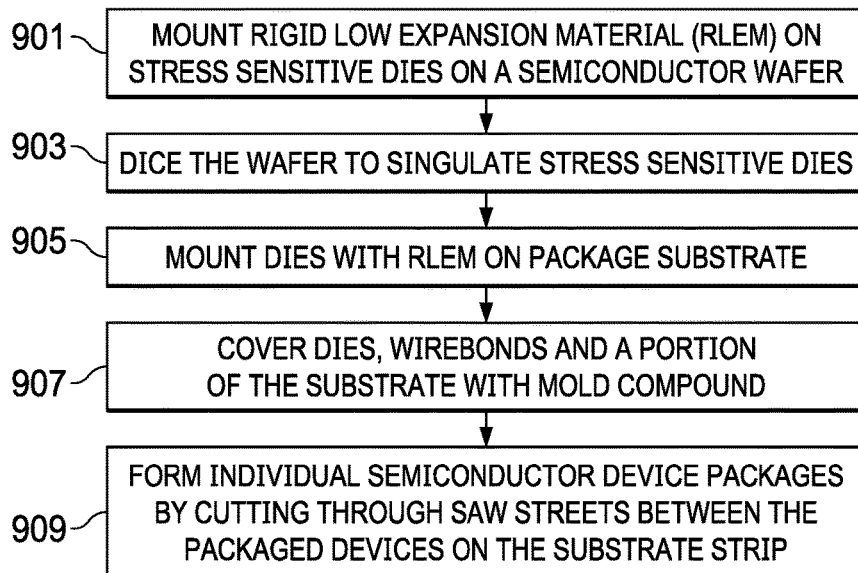 901
MOUNT RIGID LOW EXPANSION MATERIAL (RLEM) ON
STRESS SENSITIVE DIES ON A SEMICONDUCTOR WAFER
903
DICE THE WAFER TO SINGULATE STRESS SENSITIVE DIES
905
MOUNT DIES WITH RLEM ON PACKAGE SUBSTRATE
907
COVER DIES, WIREBONDS AND A PORTION
OF THE SUBSTRATE WITH MOLD COMPOUND
909
FORM INDIVIDUAL SEMICONDUCTOR DEVICE PACKAGES
BY CUTTING THROUGH SAW STREETS BETWEEN THE
PACKAGED DEVICES ON THE SUBSTRATE STRIP